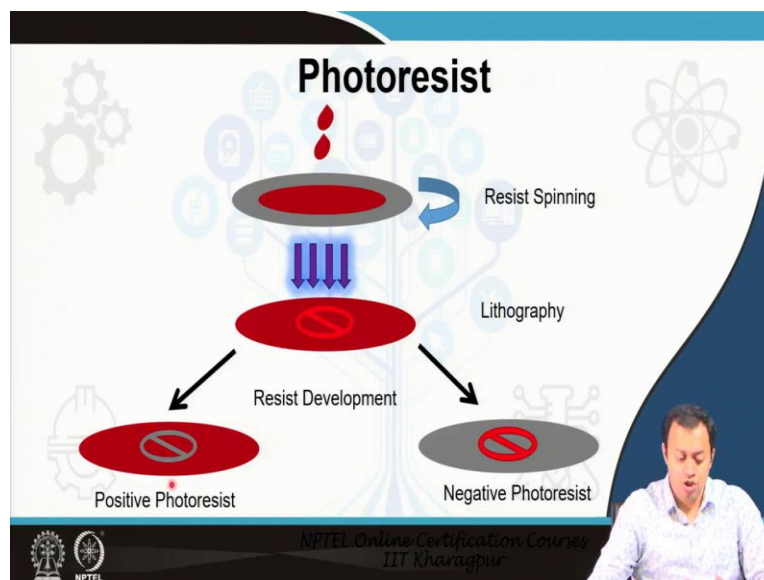 Photoresist
Resist Spinning
Lithography
Resist Development
Positive Photoresist
Negative Photoresist
NPTEL Online Certification Courses
IIT Kharagpur
NPTEL